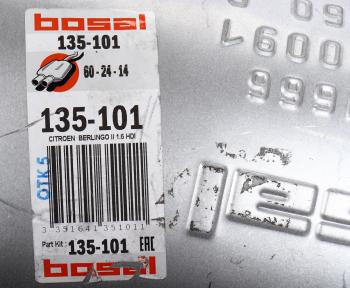 bosal
135-101
60-24-14
135-101
CITROEN BERLINGO II 1.6 HDI
OTK 5
3 351641 351011
Part Kit : 135-101 EAC
bosal